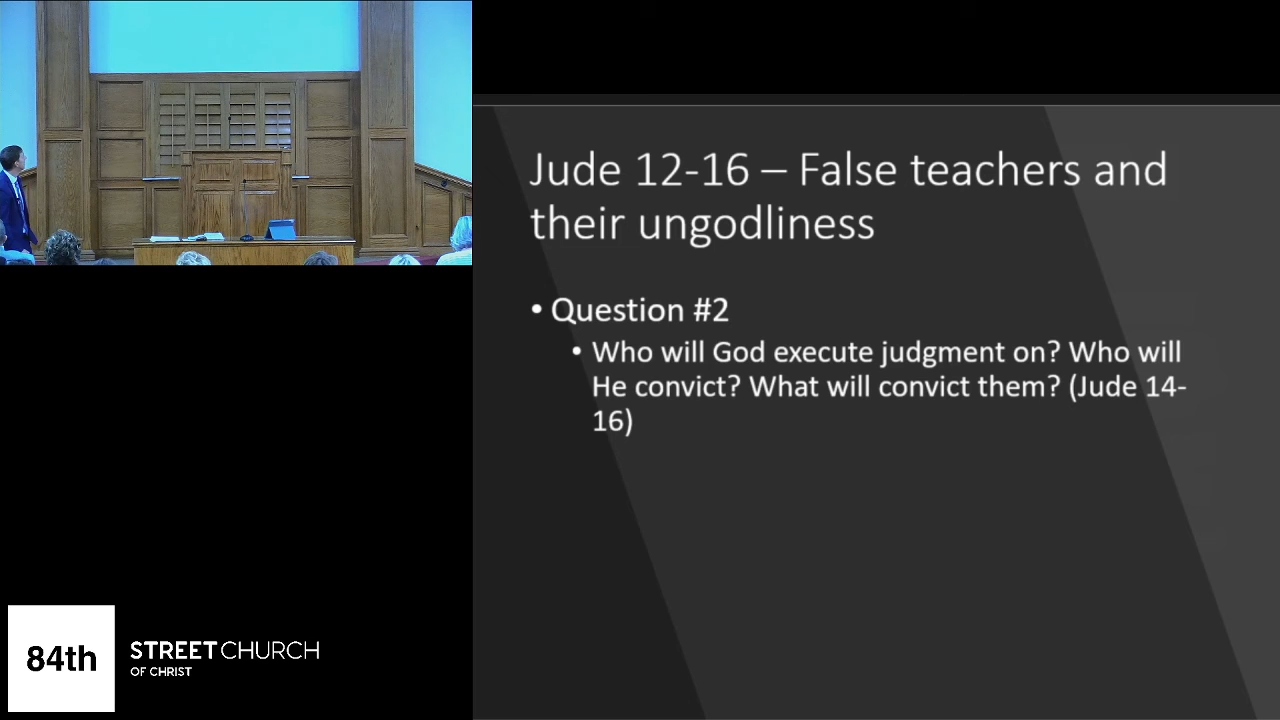 Jude 12-16 – False teachers and
their ungodliness
• Question #2
• Who will God execute judgment on? Who will
He convict? What will convict them? (Jude 14-
16)
84th
STREET CHURCH
OF CHRIST